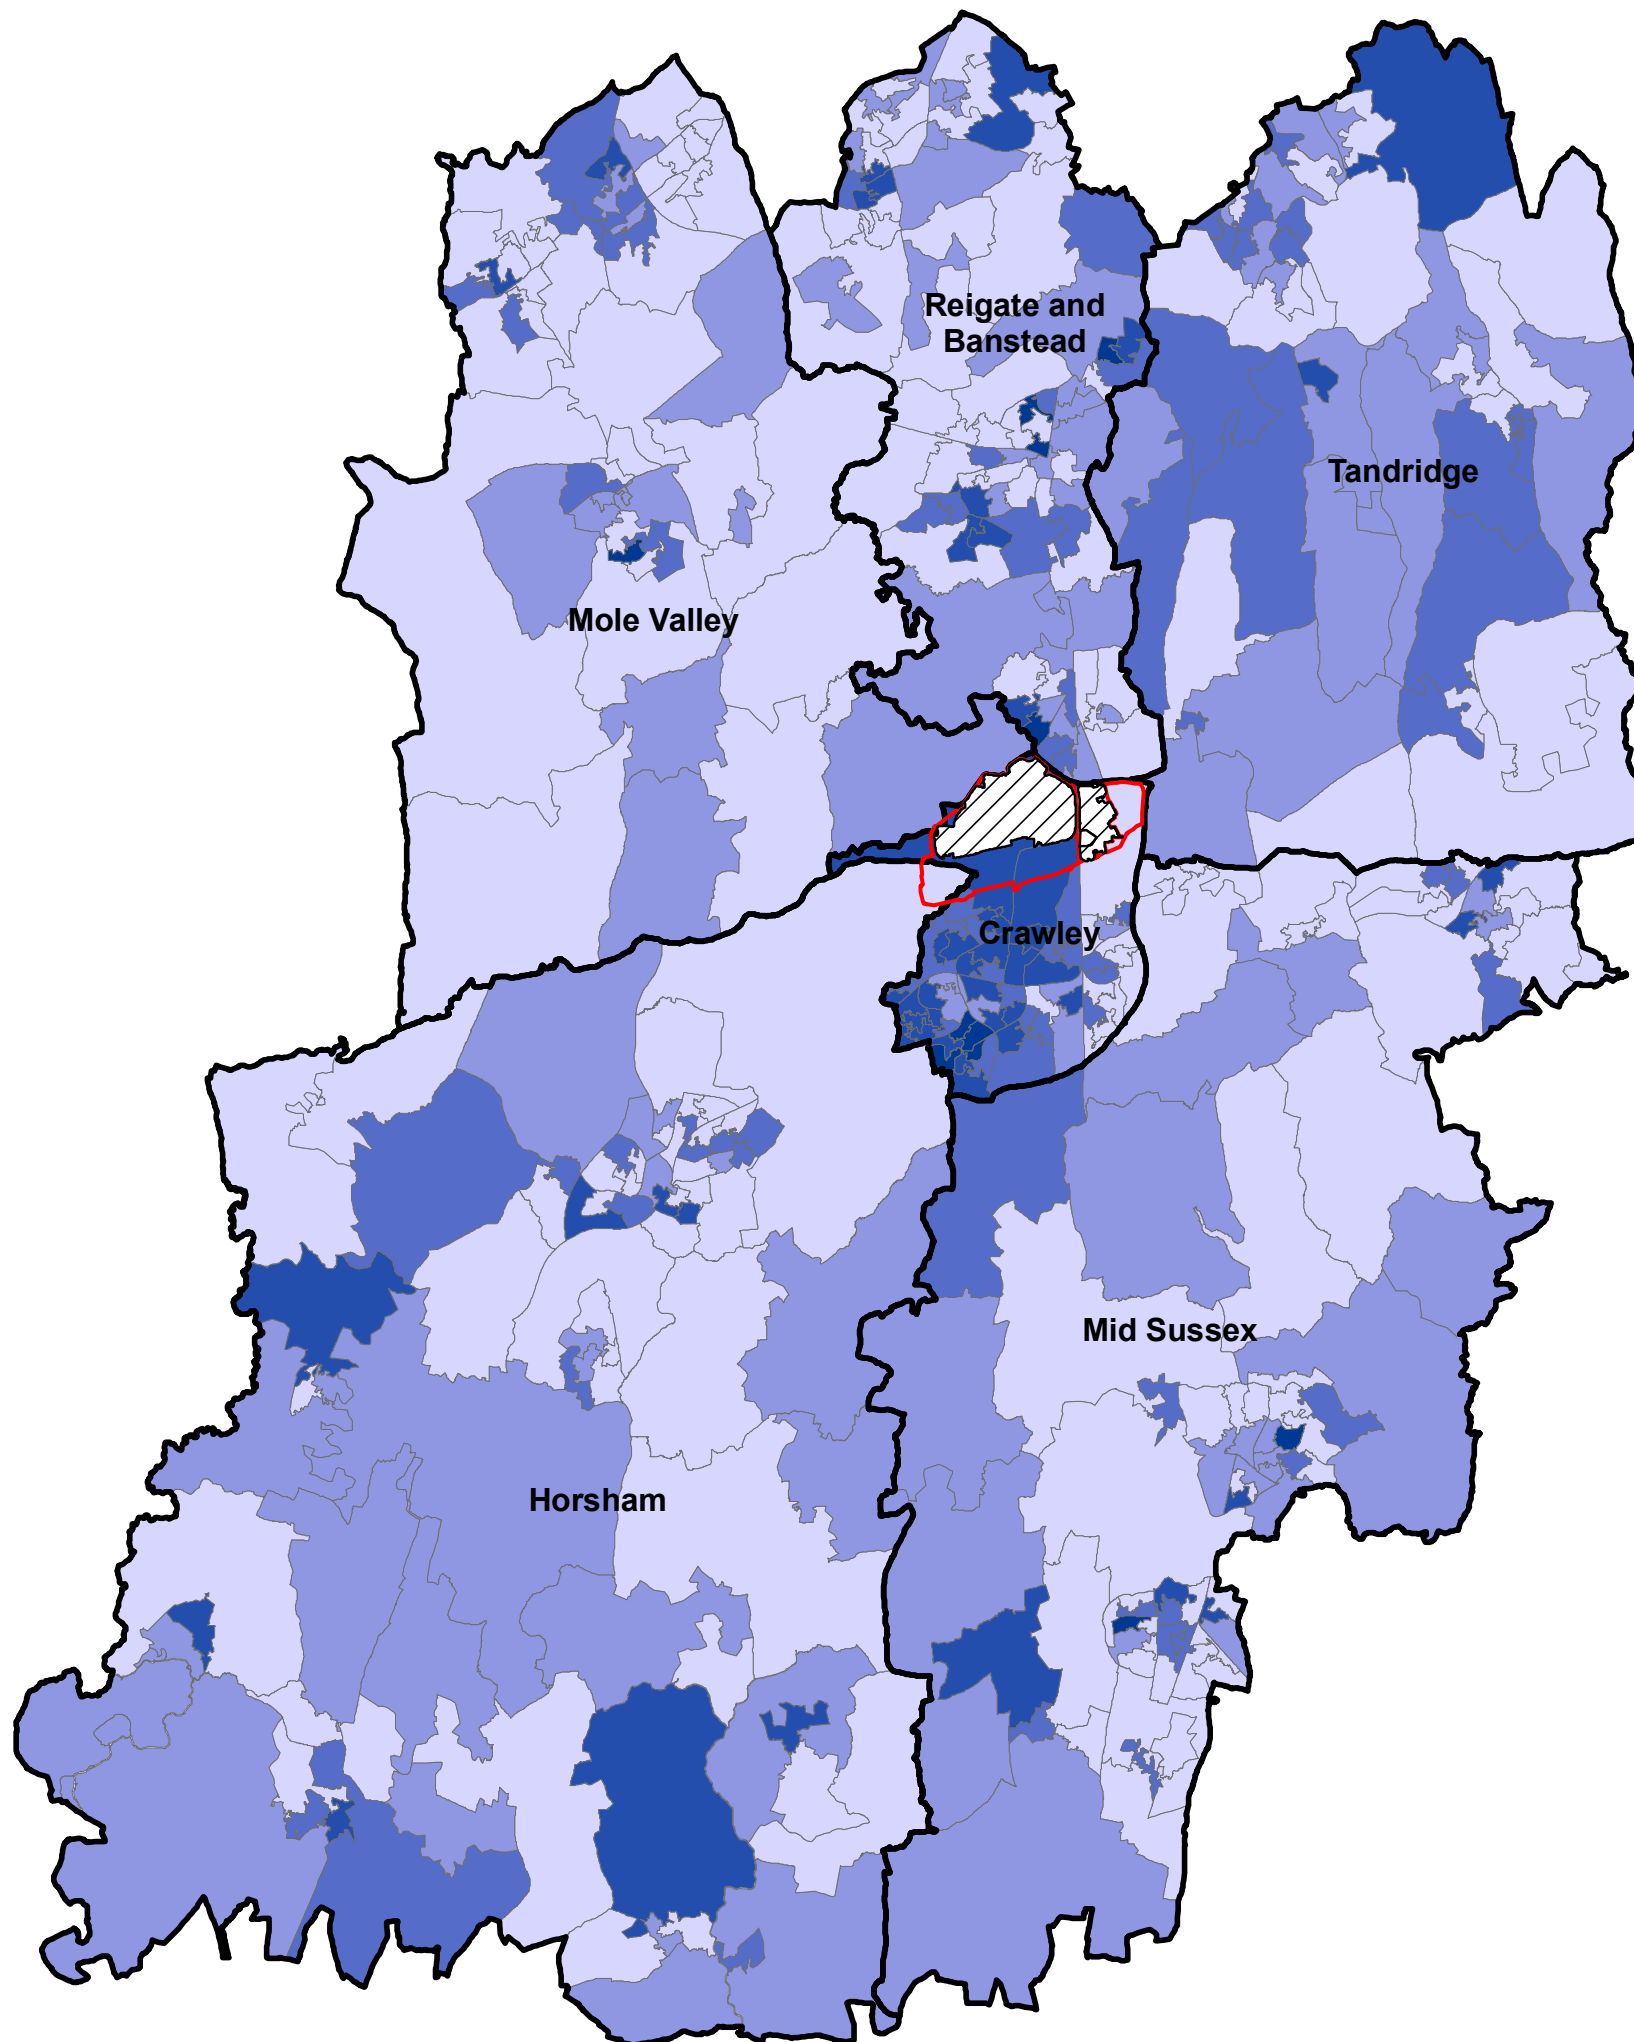 Reigate and
Banstead
Tandridge
Mole Valley
Crawley
Mid Sussex
Horsham